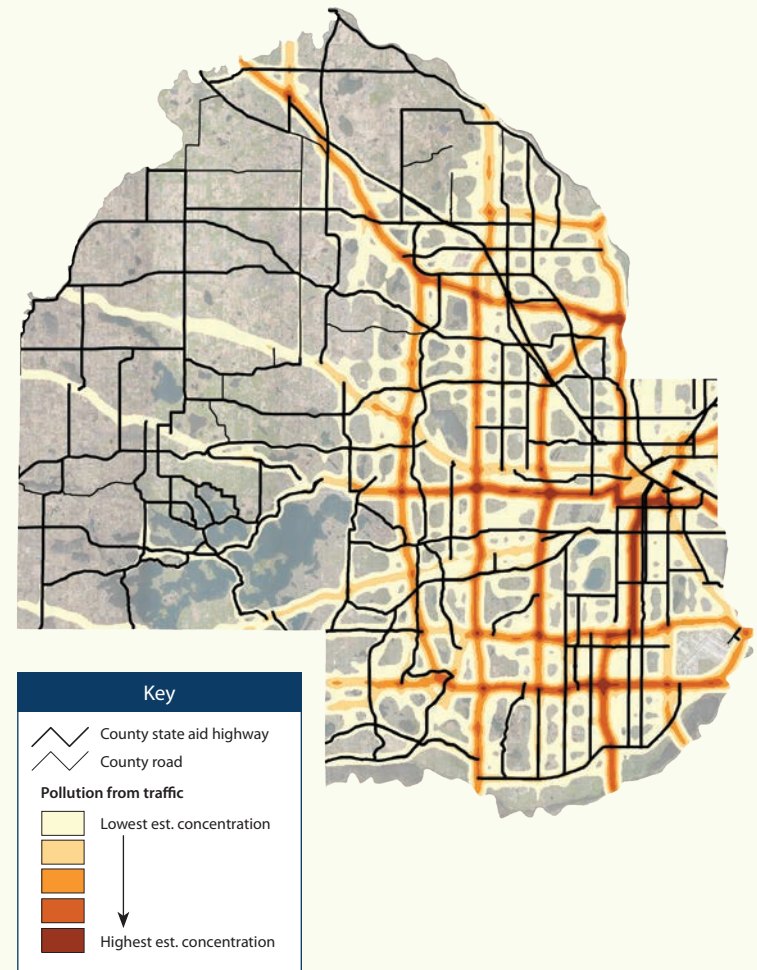 Key
County state aid highway
County road
Pollution from traffic
Lowest est. concentration
Highest est. concentration